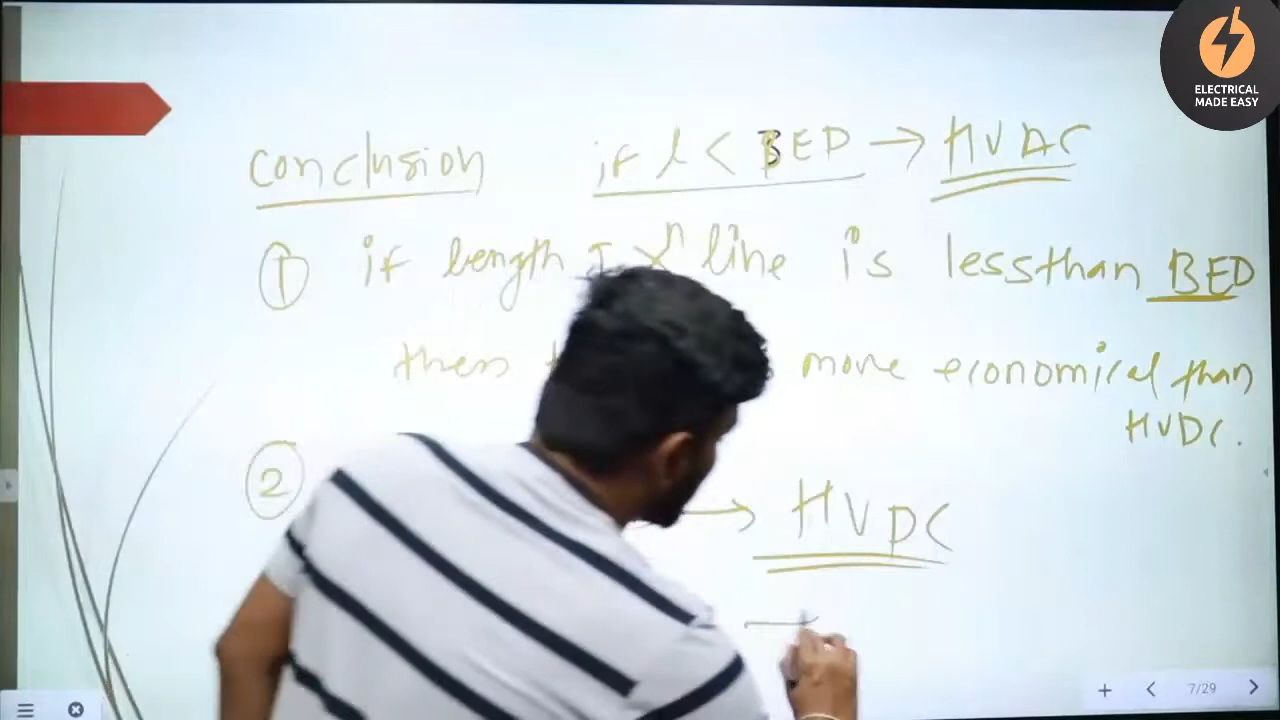 ELECTRICAL
MADE EASY
Conclusion if l < BED → HVAC
① if length Txⁿ line is lessthan BED
then more economical than
HVDC.
② → HVDC
7/29